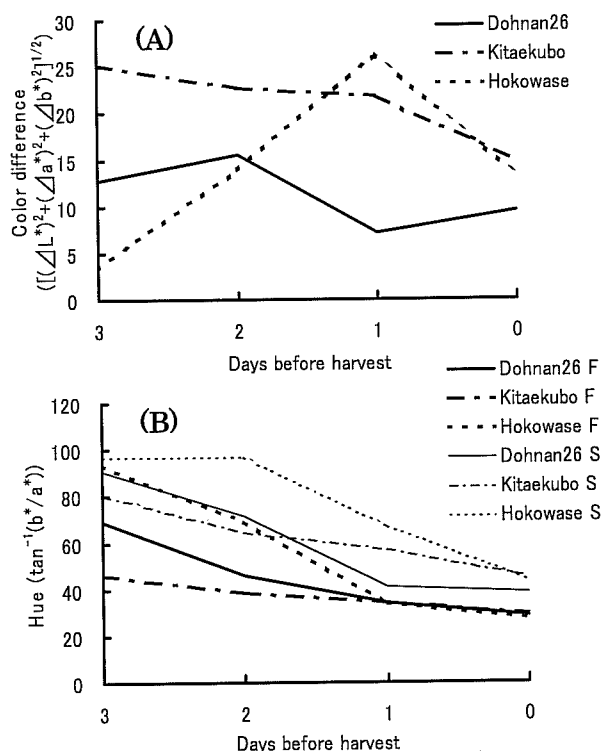 (A)
Dohnan26
Kitaekubo
Hokowase
Color difference
([(⊿L*)²+(⊿a*)²+(⊿b*)²]¹/²)
30
25
20
15
10
5
0
3 2 1 0
Days before harvest
(B)
Dohnan26 F
Kitaekubo F
Hokowase F
Dohnan26 S
Kitaekubo S
Hokowase S
Hue (tan⁻¹(b*/a*))
120
100
80
60
40
20
0
3 2 1 0
Days before harvest